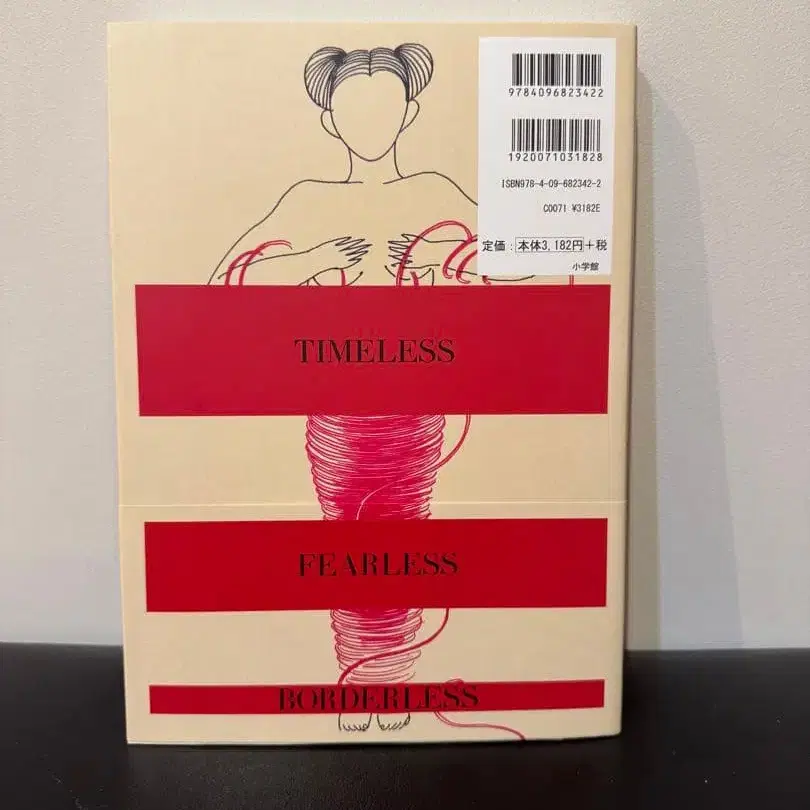 9784096823422
1920071031828
ISBN978-4-09-682342-2
C0071 ¥3182E
定価：本体3,182円+税
小学館
TIMELESS
FEARLESS
BORDERLESS